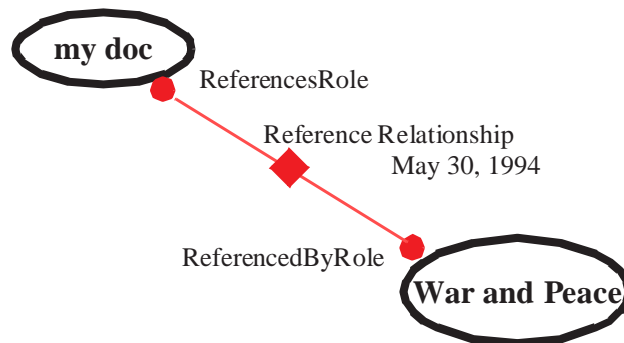 my doc
ReferencesRole
Reference Relationship
May 30, 1994
ReferencedByRole
War and Peace